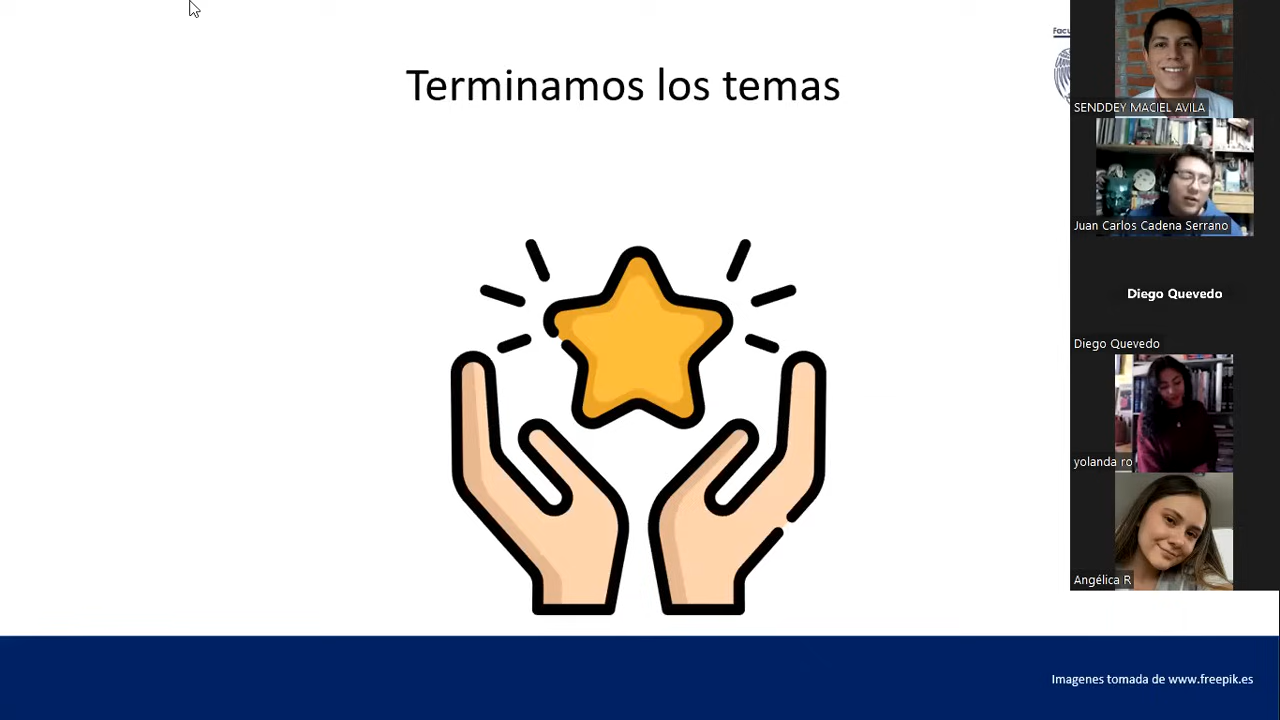 Terminamos los temas
Facu
SENDDEY MACIEL AVILA
Juan Carlos Cadena Serrano
Diego Quevedo
Diego Quevedo
yolanda ro
Angélica R
Imagenes tomada de www.freepik.es